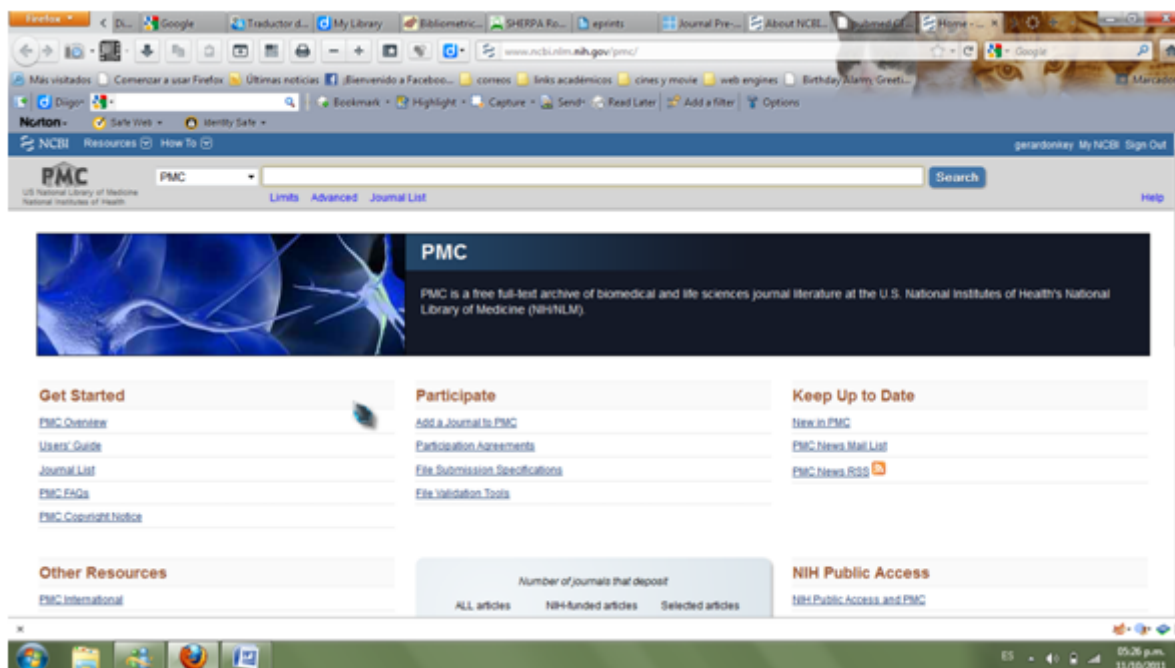 Firefox
Di... Google Traductor d... My Library Bibliometric... SHERPA Ro... eprints Journal Pre-... About NCBI... pubmed Home - ...
www.ncbi.nlm.nih.gov/pmc/ Google
Más visitados Comenzar a usar Firefox Últimas noticias ¡Bienvenido a Faceboo... correos links académicos cines y movie web engines Birthday Alarm, Greeti... Marcador
Diigo Bookmark Highlight Capture Send Read Later Add a filter Options
Norton Safe Web Identity Safe
NCBI Resources How To gerardonkey My NCBI Sign Out
PMC PMC Search
US National Library of Medicine
National Institutes of Health
Limits Advanced Journal List Help
PMC
PMC is a free full-text archive of biomedical and life sciences journal literature at the U.S. National Institutes of Health's National
Library of Medicine (NIH/NLM).
Get Started Participate Keep Up to Date
PMC Overview Add a Journal to PMC New in PMC
Users' Guide Participation Agreements PMC News Mail List
Journal List File Submission Specifications PMC News RSS
PMC FAQs File Validation Tools
PMC Copyright Notice
Other Resources Number of journals that deposit NIH Public Access
PMC International ALL articles NIH-funded articles Selected articles NIH Public Access and PMC
ES 05:26 p.m.